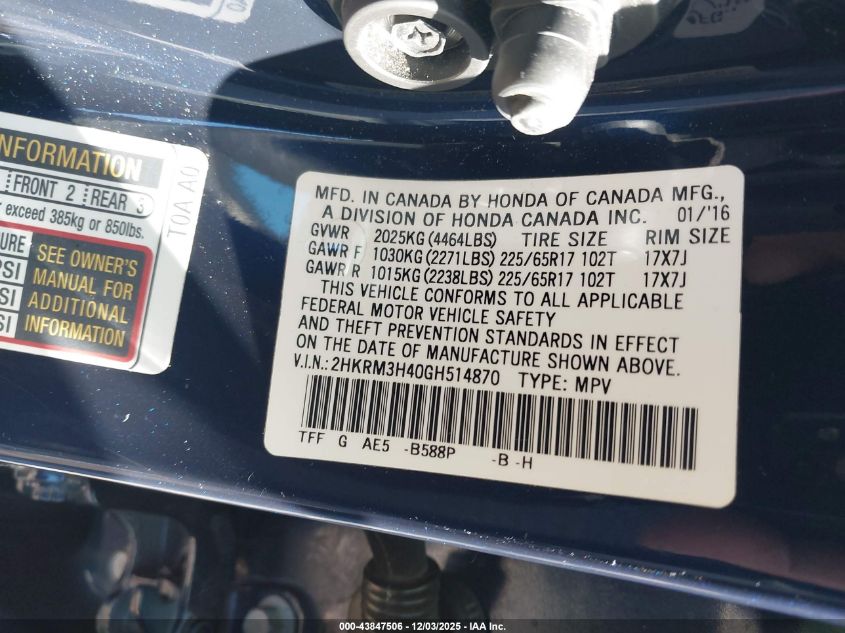 NFORMATION
FRONT 2 REAR 3
exceed 385kg or 850lbs.
SEE OWNER'S
MANUAL FOR
ADDITIONAL
INFORMATION
T0A A0
MFD. IN CANADA BY HONDA OF CANADA MFG.,
A DIVISION OF HONDA CANADA INC. 01/'16
GVWR 2025KG (4464LBS) TIRE SIZE RIM SIZE
GAWR F 1030KG (2271LBS) 225/65R17 102T 17X7J
GAWR R 1015KG (2238LBS) 225/65R17 102T 17X7J
THIS VEHICLE CONFORMS TO ALL APPLICABLE
FEDERAL MOTOR VEHICLE SAFETY
AND THEFT PREVENTION STANDARDS IN EFFECT
ON THE DATE OF MANUFACTURE SHOWN ABOVE.
V.I.N.: 2HKRM3H40GH514870 TYPE: MPV
TFF G AE5 -B588P -B -H
000-43847506 - 12/03/2025 - IAA Inc.